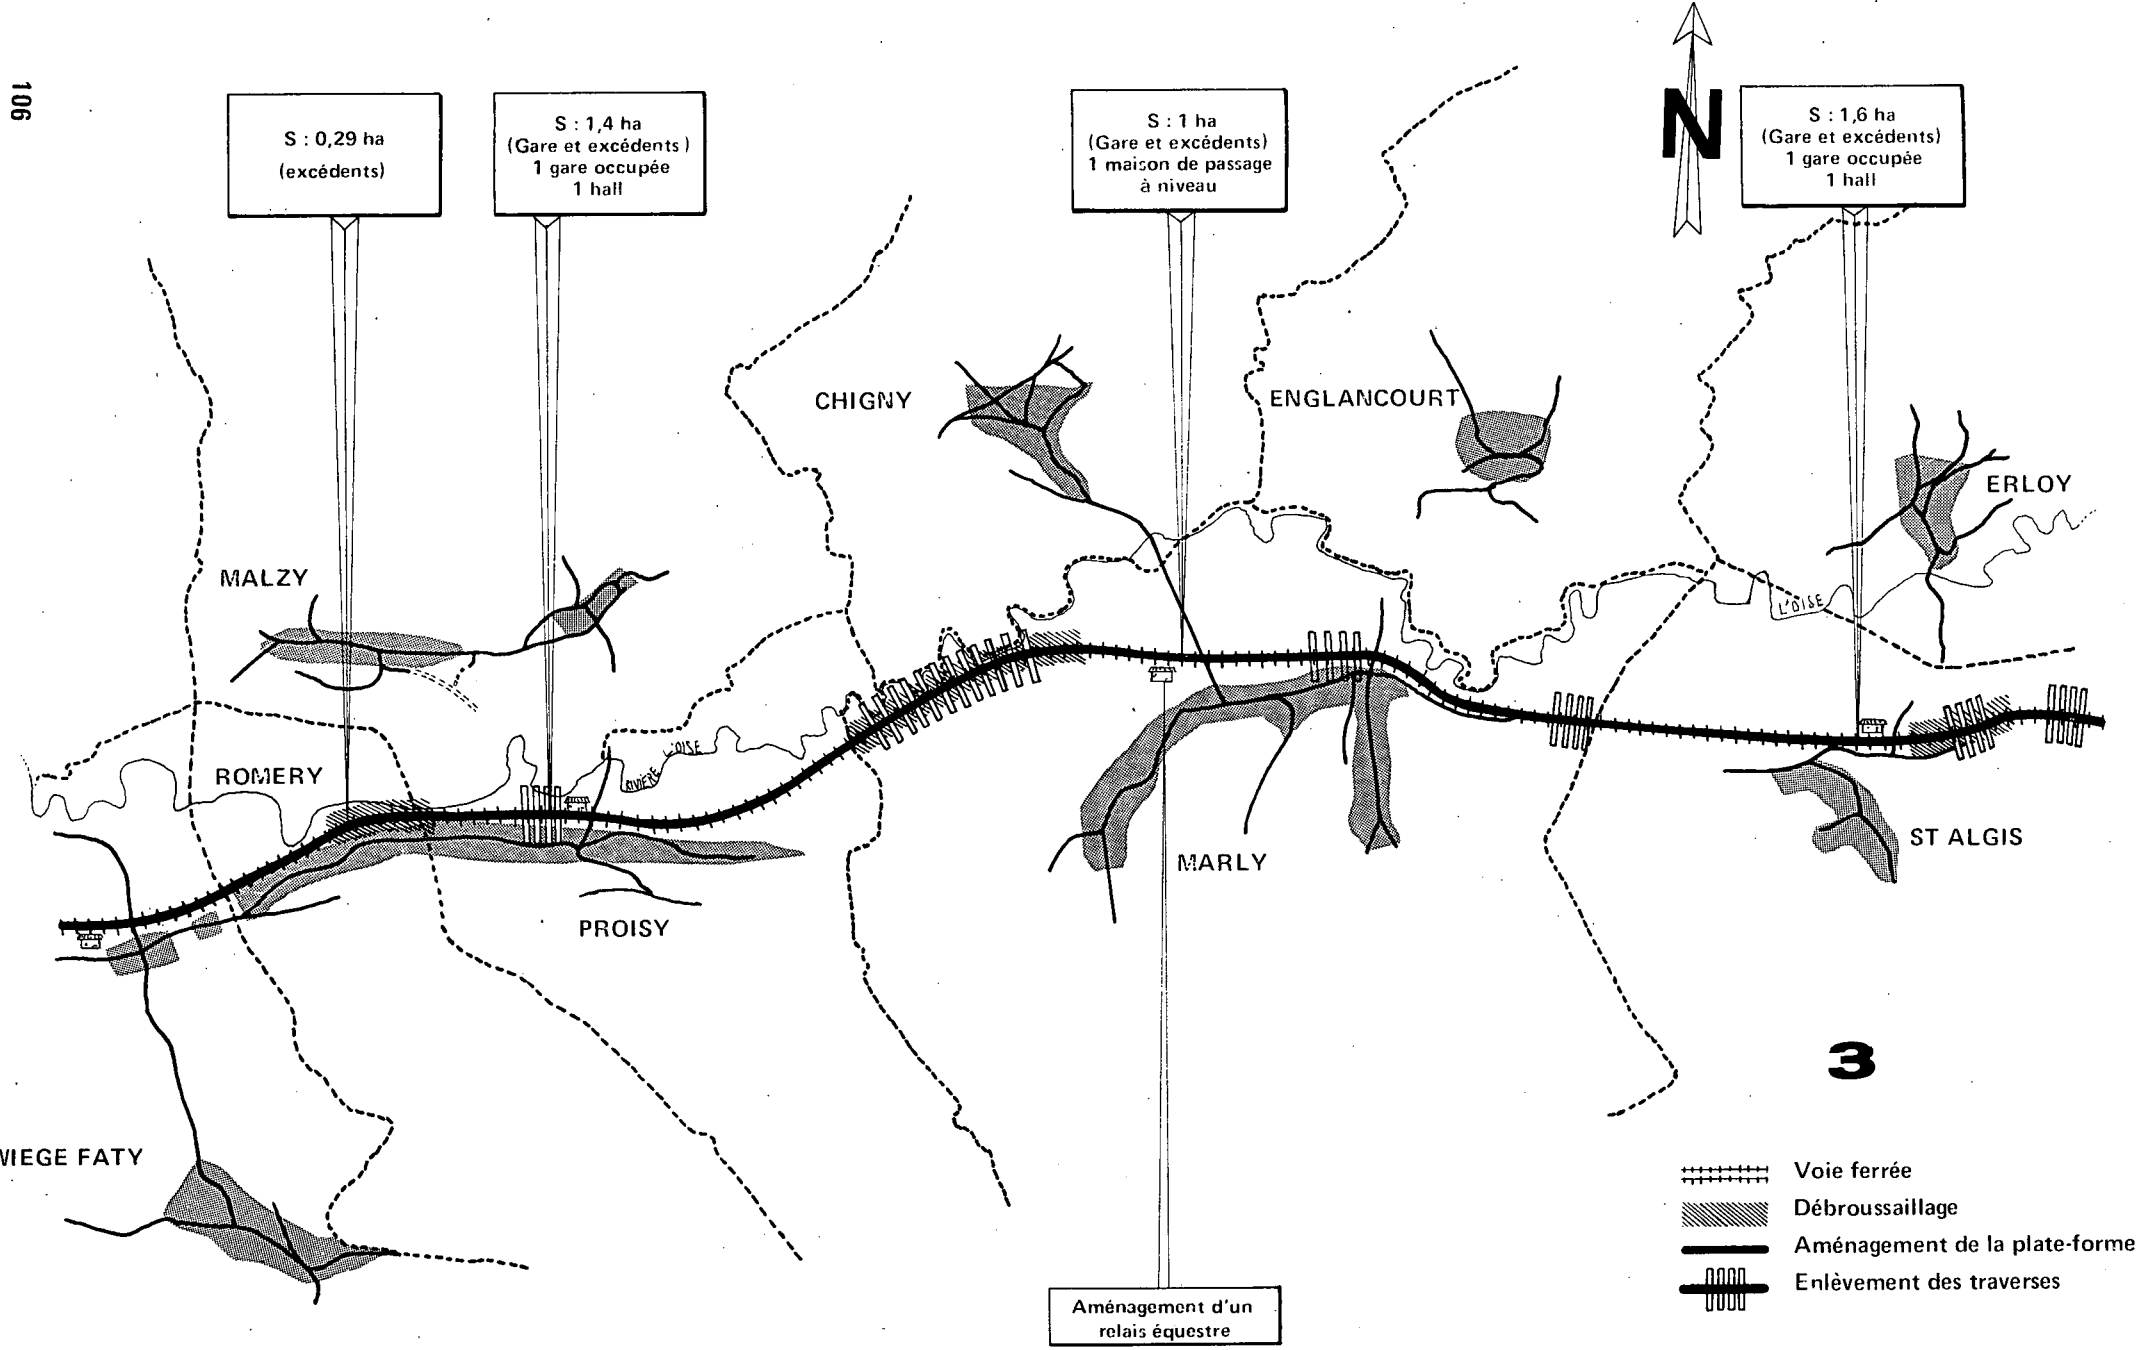 106
S : 0,29 ha
(excédents)
S : 1,4 ha
(Gare et excédents)
1 gare occupée
1 hall
S : 1 ha
(Gare et excédents)
1 maison de passage
à niveau
N
S : 1,6 ha
(Gare et excédents)
1 gare occupée
1 hall
CHIGNY
ENGLANCOURT
ERLOY
MALZY
L'OISE
ROMERY
RIVIÈRE L'OISE
MARLY
ST ALGIS
PROISY
WIEGE FATY
3
Voie ferrée
Débroussaillage
Aménagement de la plate-forme
Enlèvement des traverses
Aménagement d'un
relais équestre